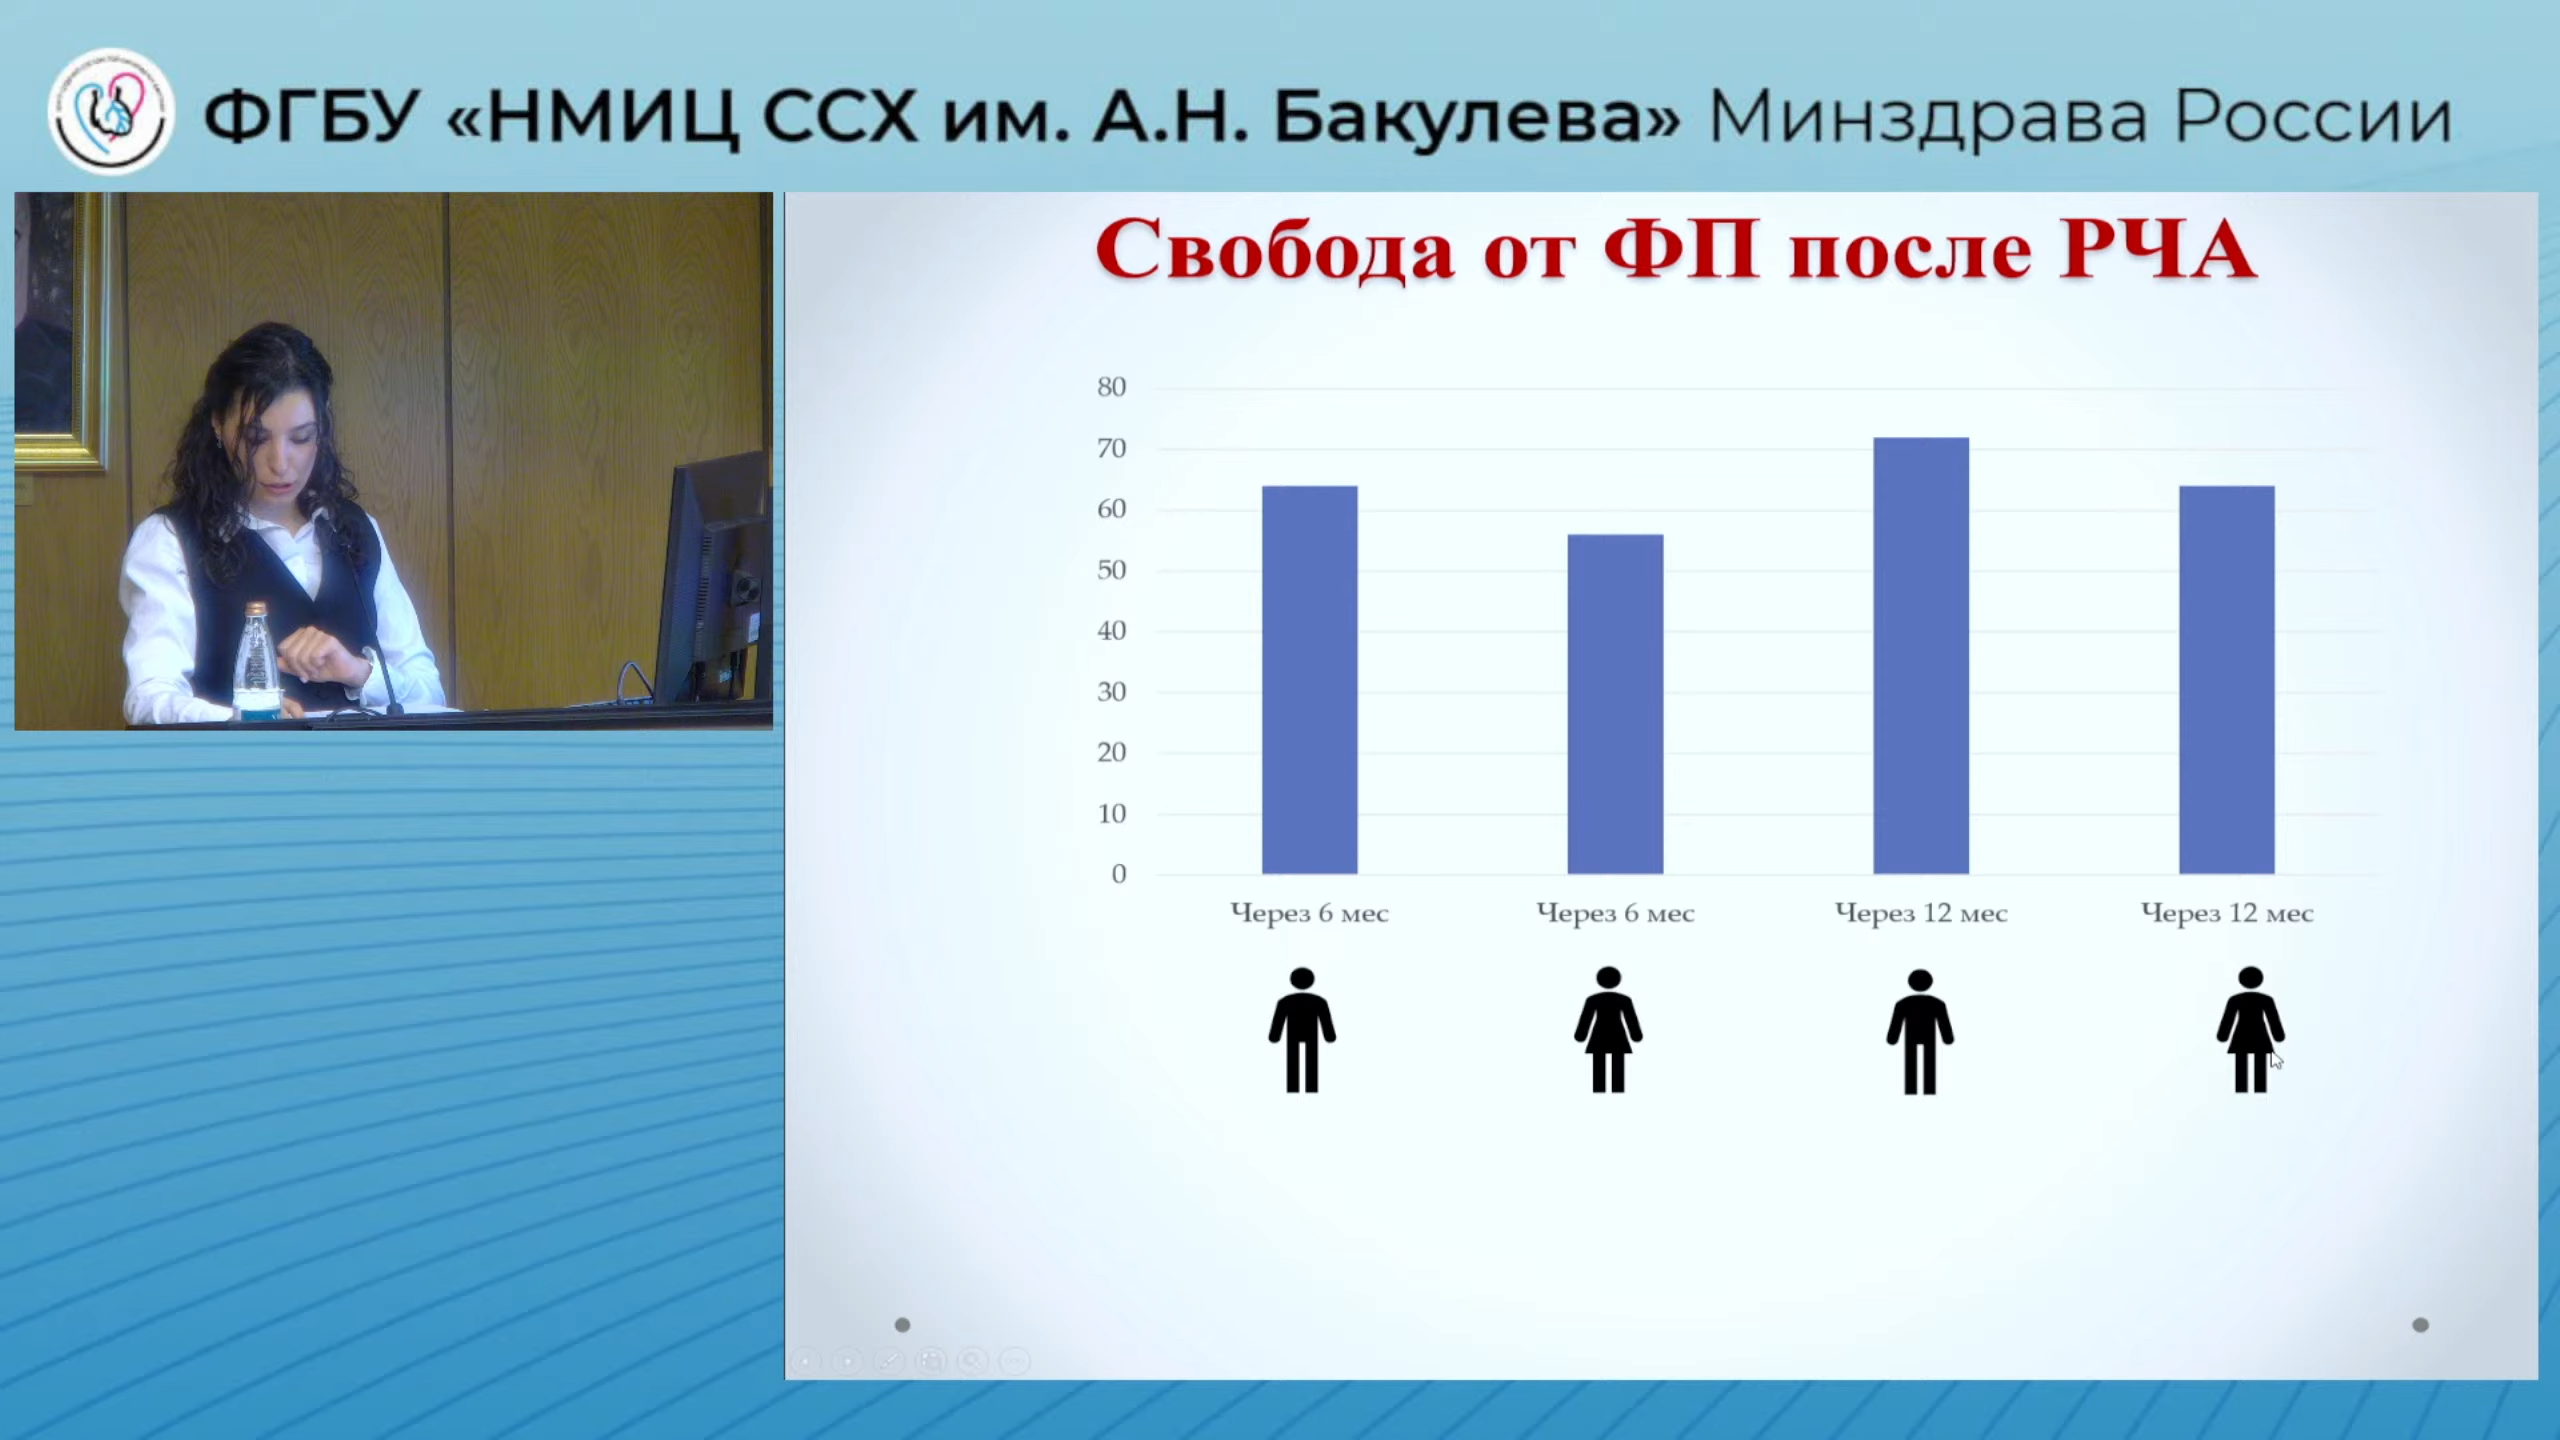 ФГБУ «НМИЦ ССХ им. А.Н. Бакулева» Минздрава России
Свобода от ФП после РЧА
80
70
60
50
40
30
20
10
0
Через 6 мес
Через 6 мес
Через 12 мес
Через 12 мес